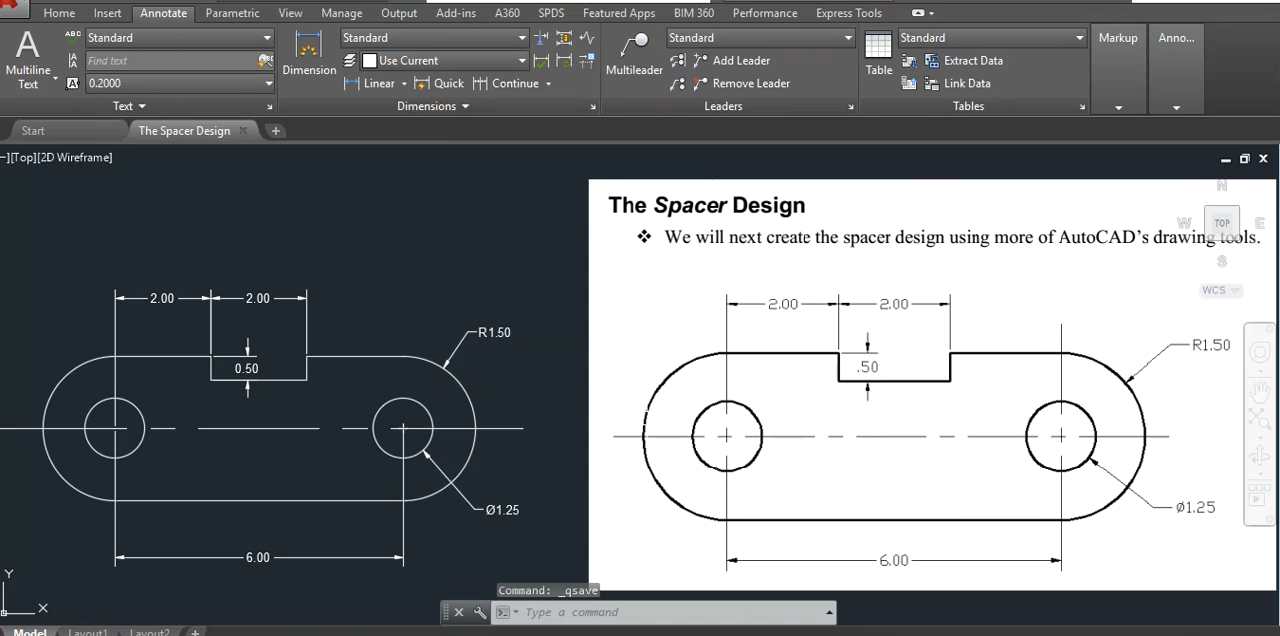 Home Insert Annotate Parametric View Manage Output Add-ins A360 SPDS Featured Apps BIM 360 Performance Express Tools
Multiline
Text
ABC Standard
Find text
0.2000
Text
Dimension
Standard
Use Current
Linear Quick Continue
Dimensions
Multileader
Standard
Add Leader
Remove Leader
Leaders
Table
Standard
Extract Data
Link Data
Tables
Markup
Anno...
Start The Spacer Design
][Top][2D Wireframe]
2.00 2.00
R1.50
0.50
Ø1.25
6.00
Y
X
The Spacer Design
❖ We will next create the spacer design using more of AutoCAD's drawing tools.
2.00 2.00
R1.50
.50
ø1.25
6.00
N
W TOP E
S
WCS
Command: _qsave
Type a command
Model Layout1 Layout2 +